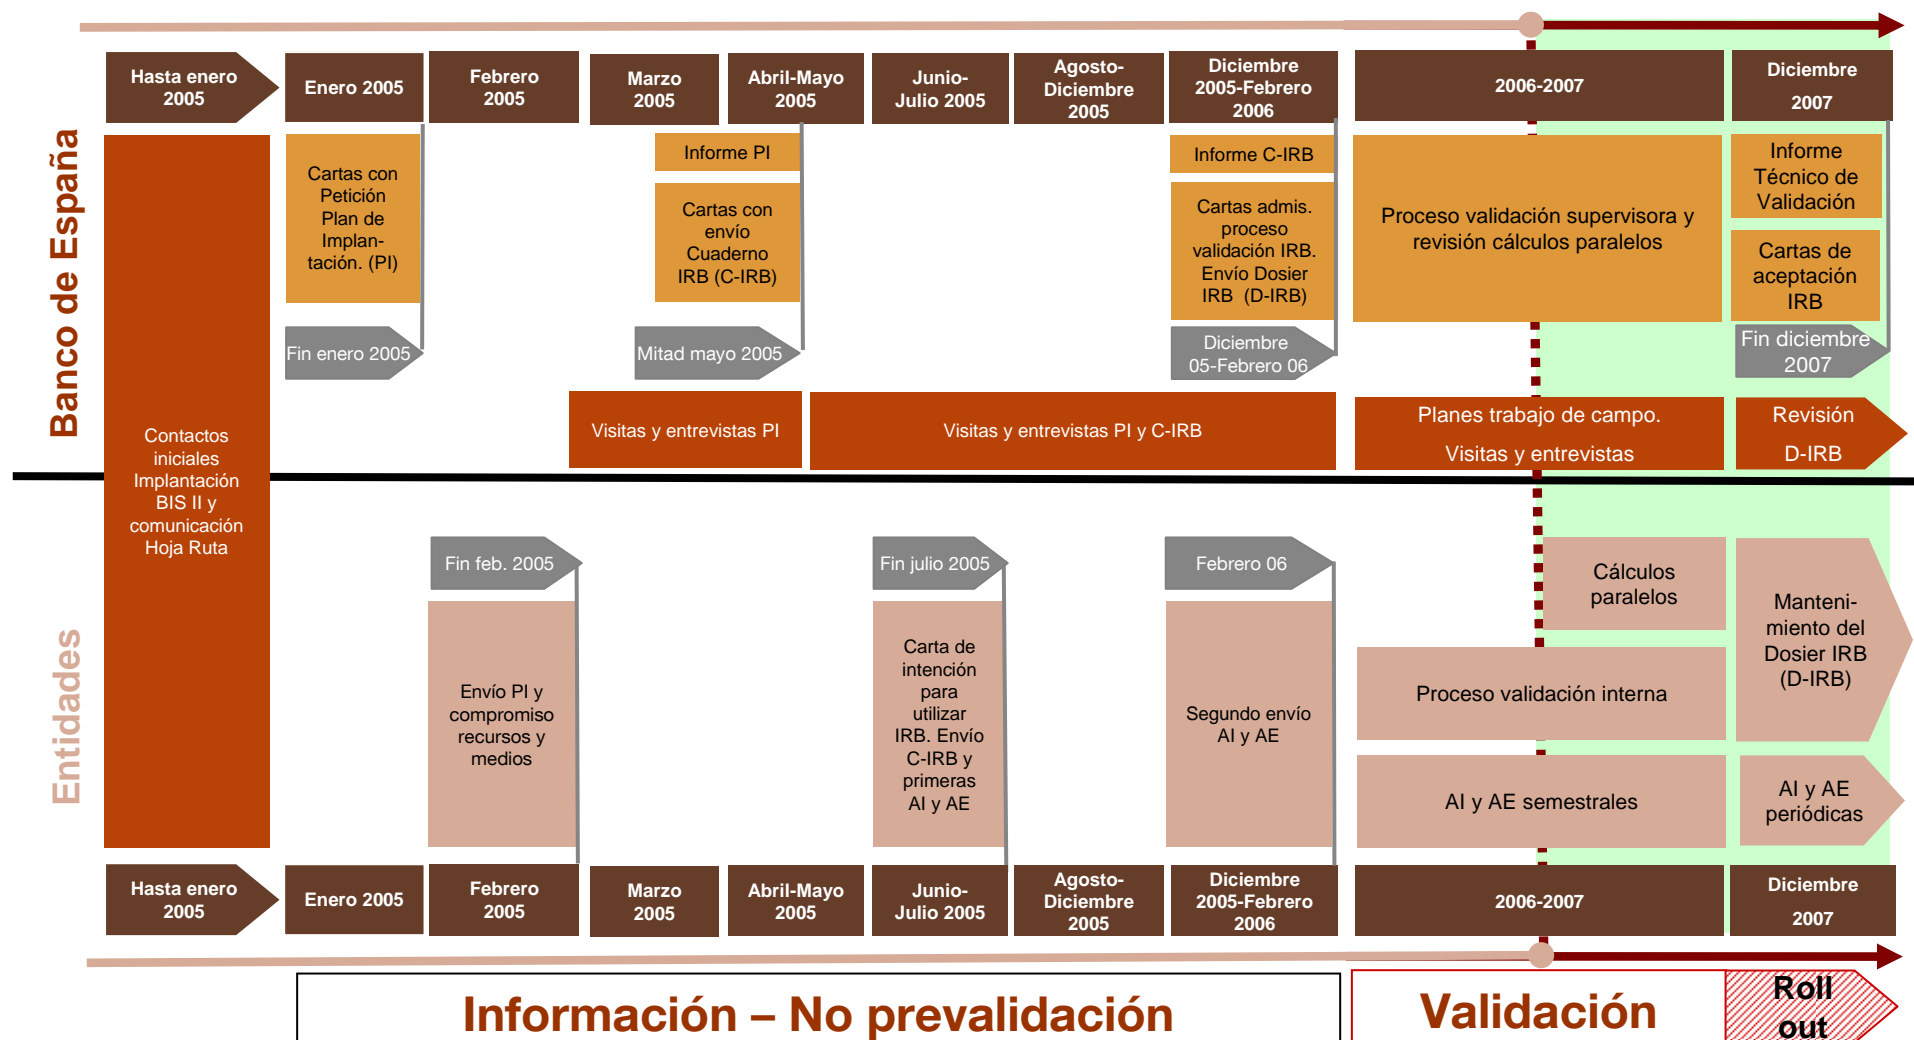 Hasta enero
2005
Enero 2005
Febrero
2005
Marzo
2005
Abril-Mayo
2005
Junio-
Julio 2005
Agosto-
Diciembre
2005
Diciembre
2005-Febrero
2006
2006-2007
Diciembre
2007
Banco de España
Contactos
iniciales
Implantación
BIS II y
comunicación
Hoja Ruta
Cartas con
Petición
Plan de
Implan-
tación. (PI)
Fin enero 2005
Informe PI
Cartas con
envío
Cuaderno
IRB (C-IRB)
Mitad mayo 2005
Informe C-IRB
Cartas admis.
proceso
validación IRB.
Envío Dosier
IRB (D-IRB)
Diciembre
05-Febrero 06
Proceso validación supervisora y
revisión cálculos paralelos
Informe
Técnico de
Validación
Cartas de
aceptación
IRB
Fin diciembre
2007
Visitas y entrevistas PI
Visitas y entrevistas PI y C-IRB
Planes trabajo de campo.
Visitas y entrevistas
Revisión
D-IRB
Entidades
Fin feb. 2005
Envío PI y
compromiso
recursos y
medios
Fin julio 2005
Carta de
intención
para
utilizar
IRB. Envío
C-IRB y
primeras
AI y AE
Febrero 06
Segundo envío
AI y AE
Cálculos
paralelos
Proceso validación interna
AI y AE semestrales
Manteni-
miento del
Dosier IRB
(D-IRB)
AI y AE
periódicas
Hasta enero
2005
Enero 2005
Febrero
2005
Marzo
2005
Abril-Mayo
2005
Junio-
Julio 2005
Agosto-
Diciembre
2005
Diciembre
2005-Febrero
2006
2006-2007
Diciembre
2007
Información – No prevalidación
Validación
Roll
out